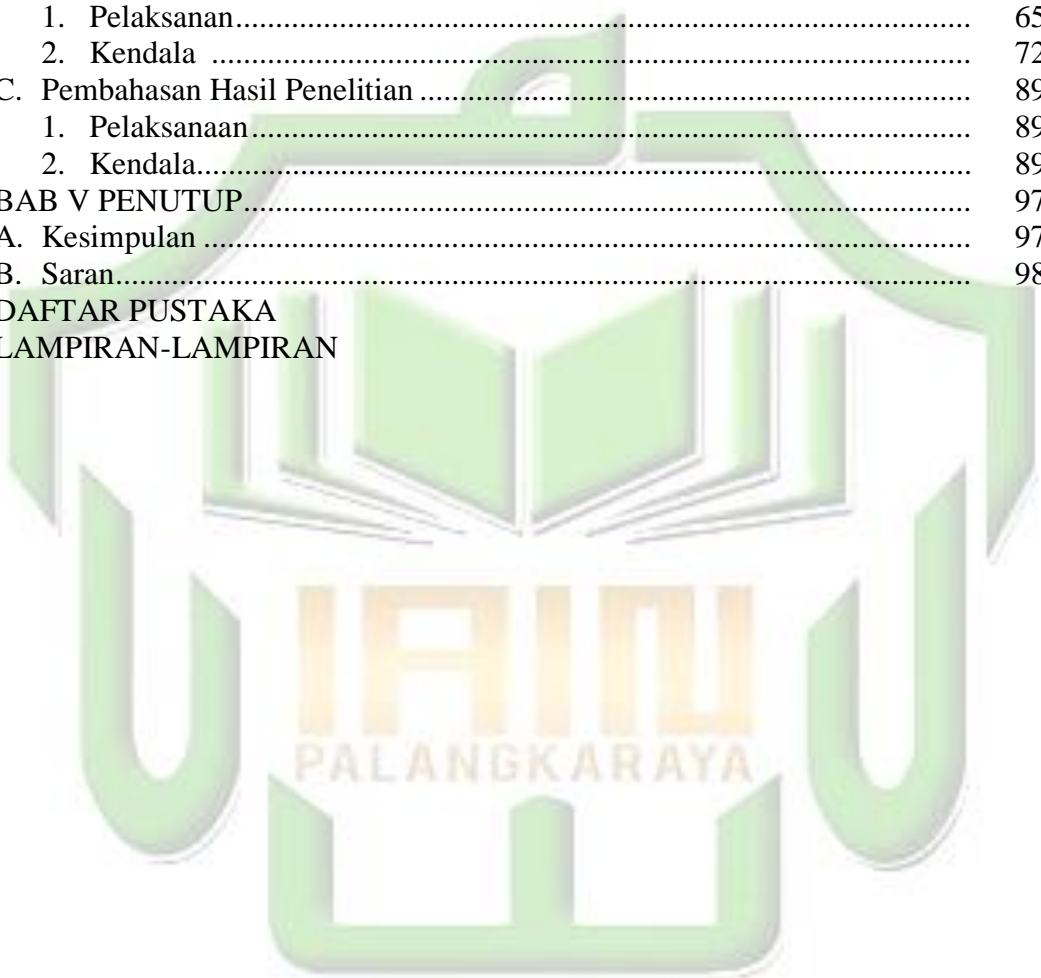 1. Pelaksanan........................................................................................ 65
2. Kendala ........................................................................................... 72
C. Pembahasan Hasil Penelitian ................................................................ 89
1. Pelaksanaan...................................................................................... 89
2. Kendala............................................................................................ 89
BAB V PENUTUP..................................................................................... 97
A. Kesimpulan .......................................................................................... 97
B. Saran..................................................................................................... 98
DAFTAR PUSTAKA
LAMPIRAN-LAMPIRAN
IAIN
PALANGKARAYA